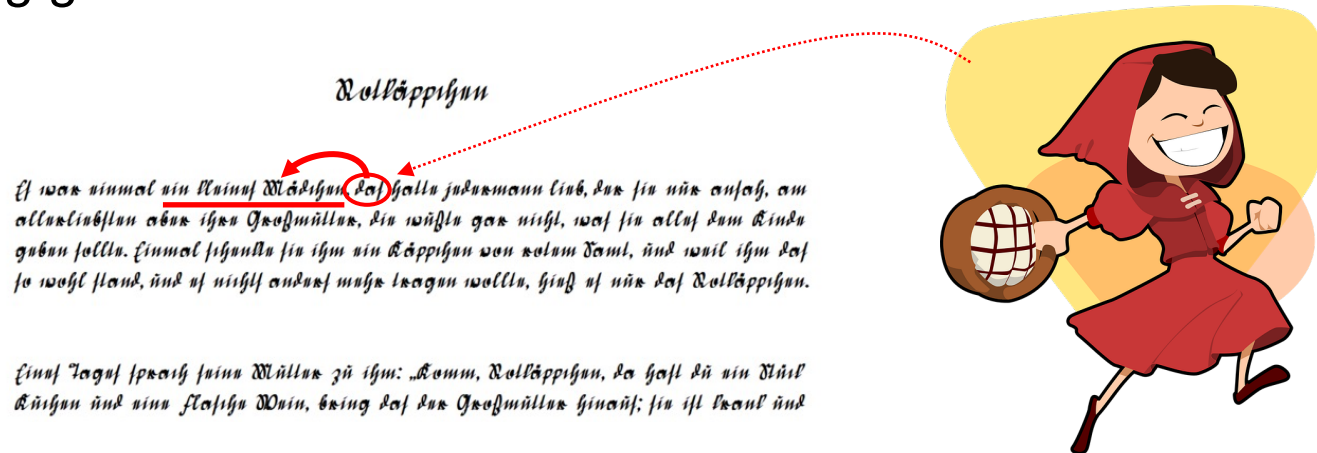 Rotkäppchen
Es war einmal ein kleines Mädchen, das hatte jedermann lieb, der sie nur ansah, am
allerliebsten aber ihre Großmutter, die wußte gar nicht, was sie alles dem Kinde
geben sollte. Einmal schenkte sie ihm ein Käppchen von rotem Samt, und weil ihm das
so wohl stand, und es nichts anders mehr tragen wollte, hieß es nur das Rotkäppchen.
Eines Tages sprach seine Mutter zu ihm: „Komm, Rotkäppchen, da hast du ein Stück
Kuchen und eine Flasche Wein, bring das der Großmutter hinaus; sie ist krank und